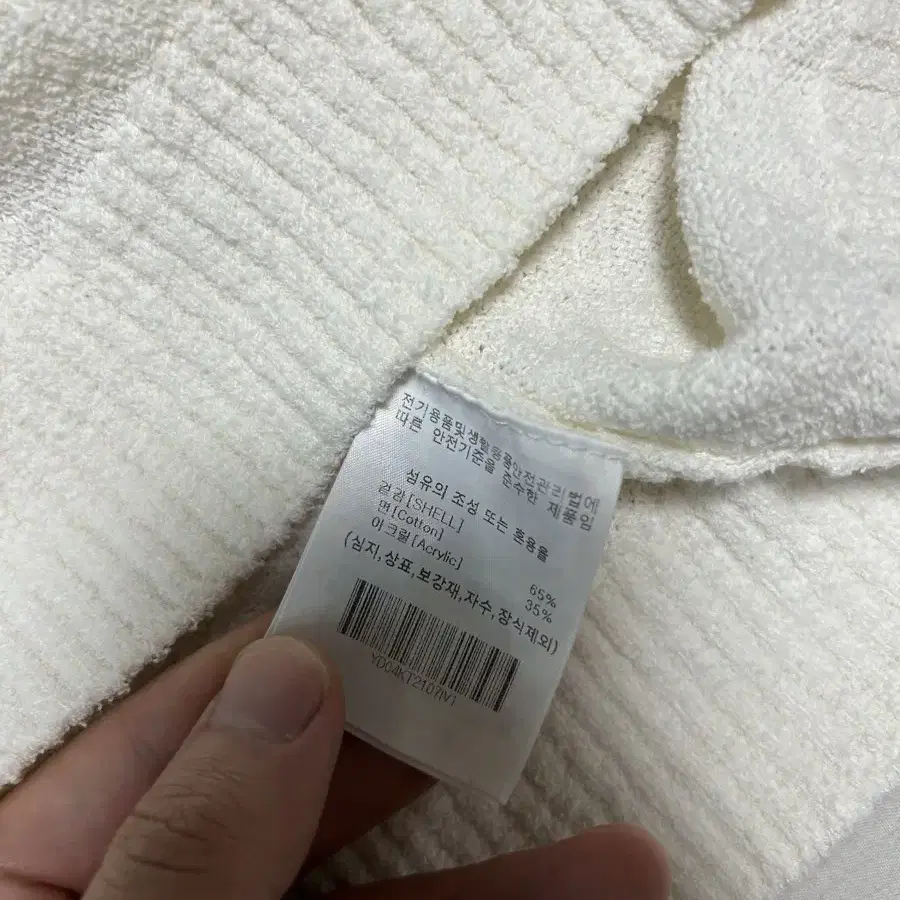 전기용품및생활용품안전관리법에
따른 안전기준을 준수한 제품임
섬유의 조성 또는 혼용율
겉감[SHELL]
면[Cotton] 65%
아크릴[Acrylic] 35%
(심지,상표,보강재,자수,장식제외)
YD04KT2107IV1